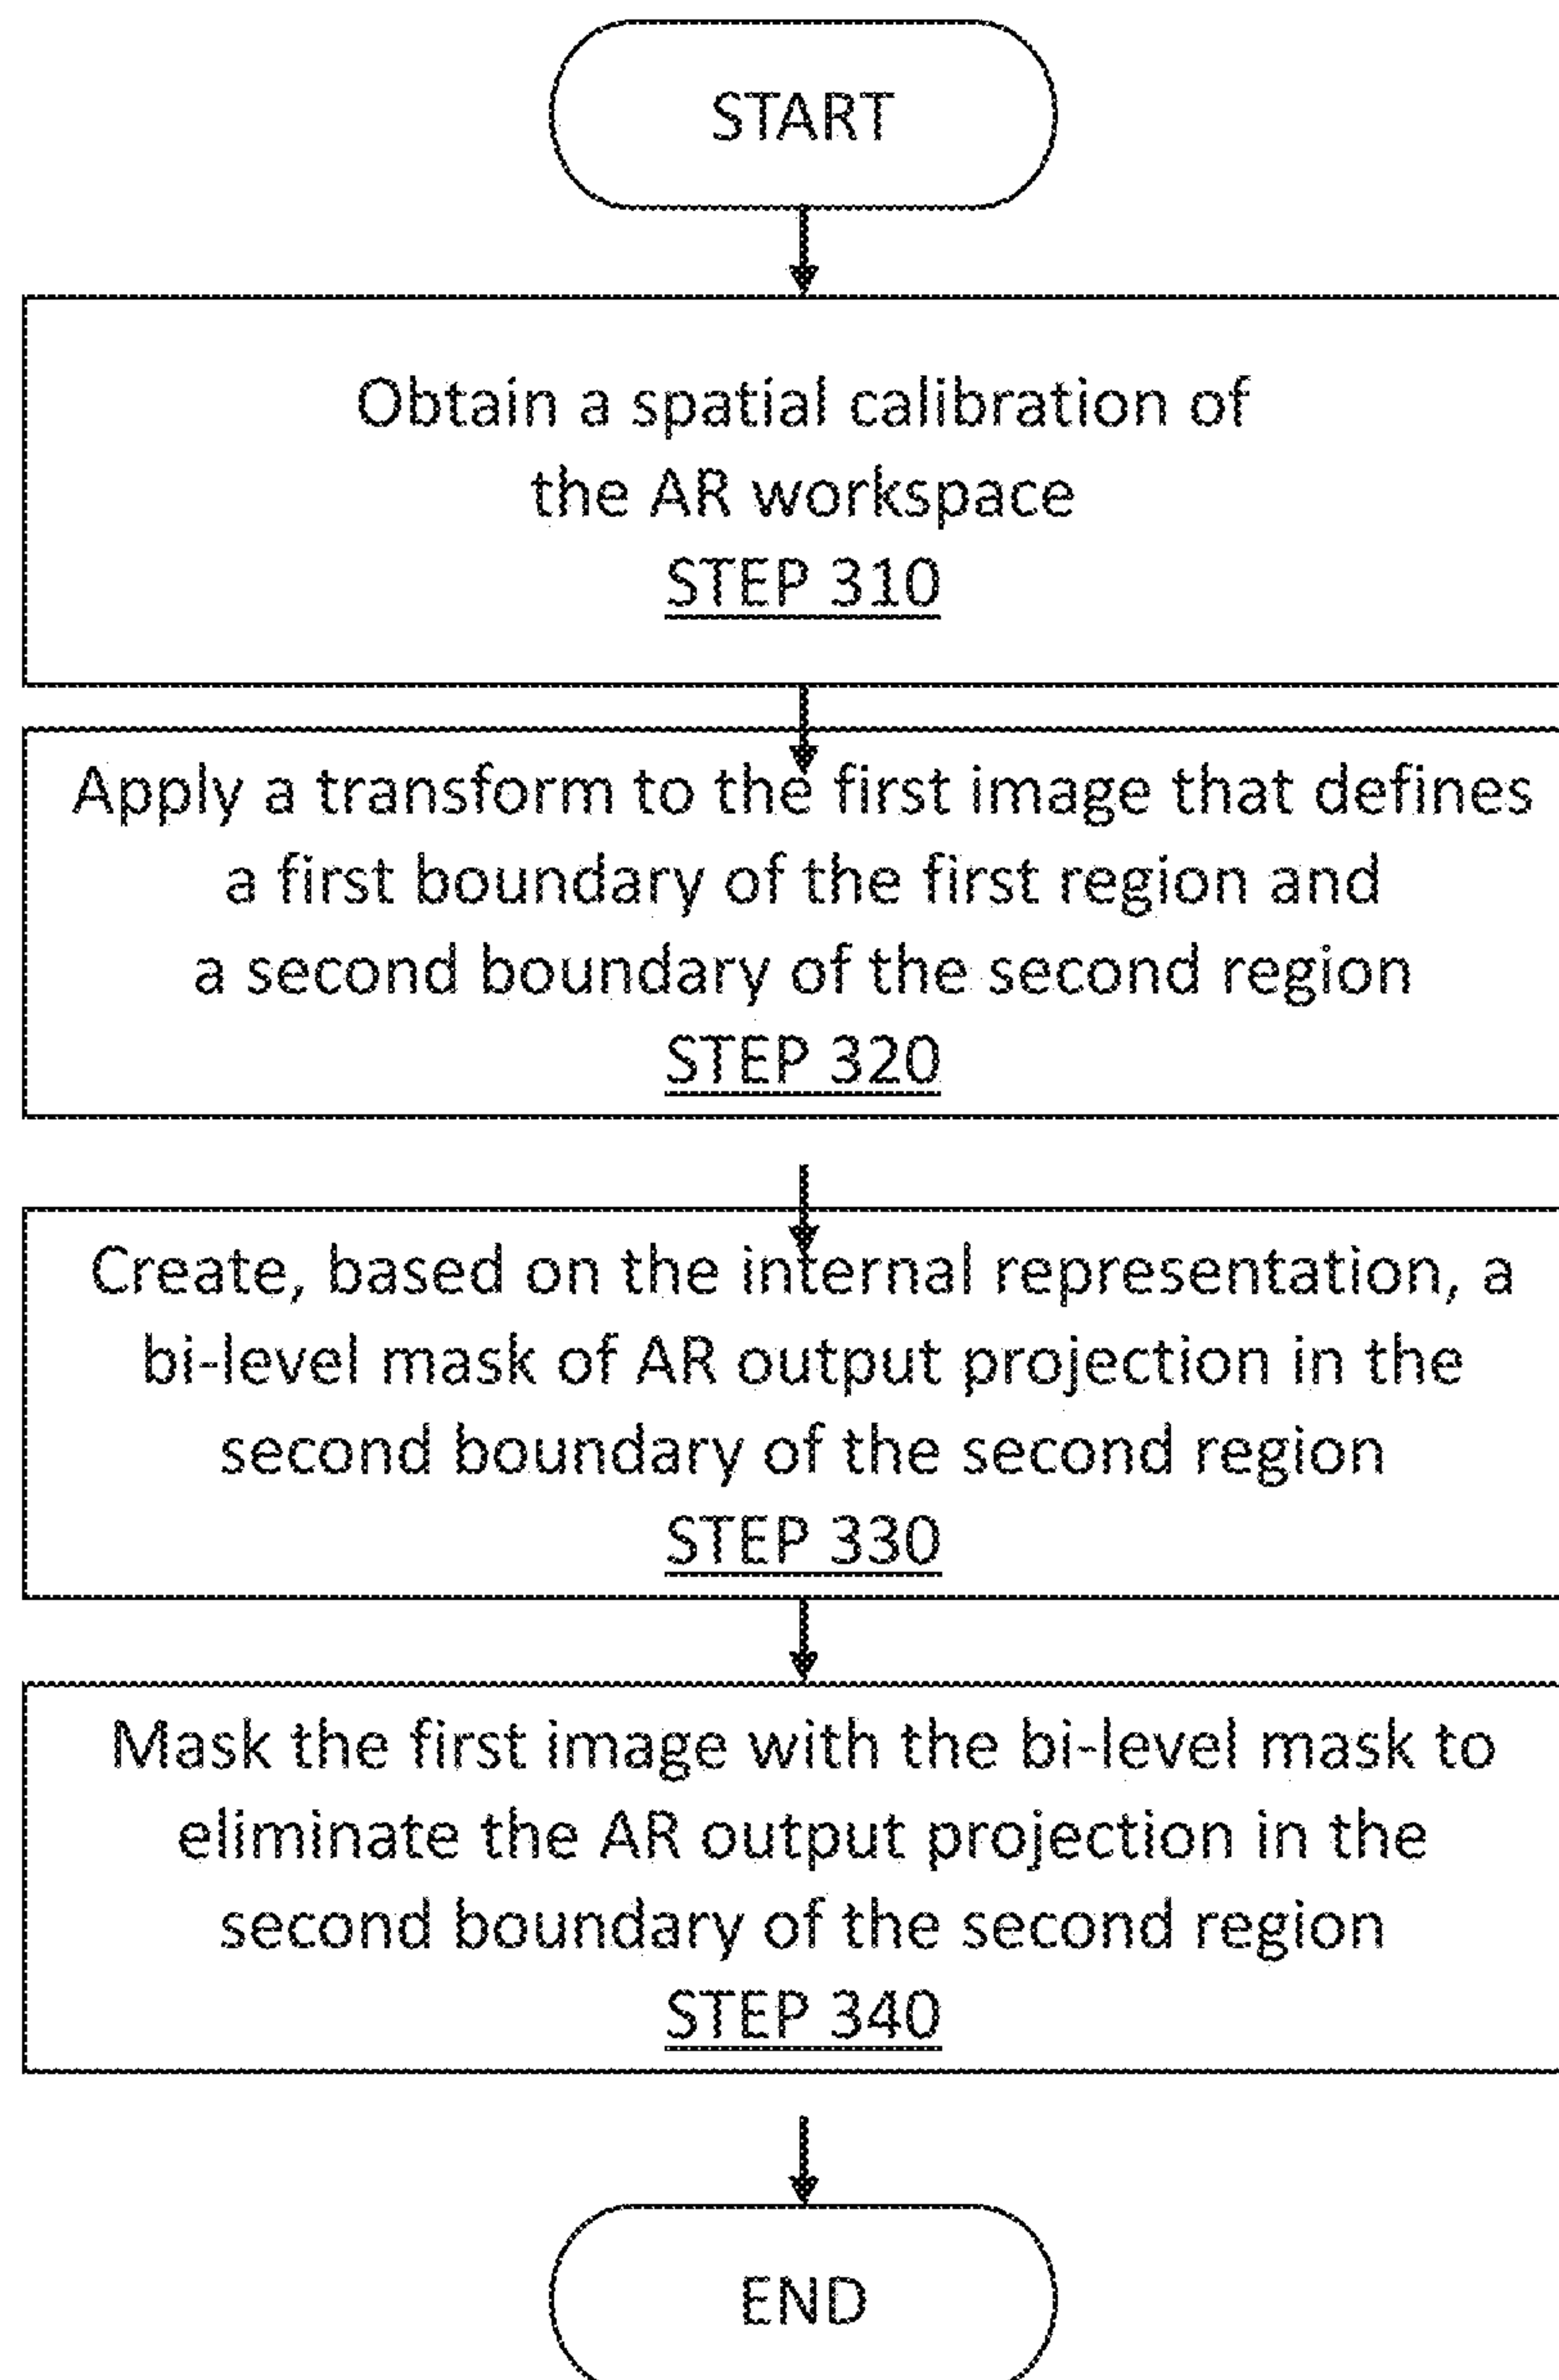 START
Obtain a spatial calibration of
the AR workspace
STEP 310
Apply a transform to the first image that defines
a first boundary of the first region and
a second boundary of the second region
STEP 320
Create, based on the internal representation, a
bi-level mask of AR output projection in the
second boundary of the second region
STEP 330
Mask the first image with the bi-level mask to
eliminate the AR output projection in the
second boundary of the second region
STEP 340
END